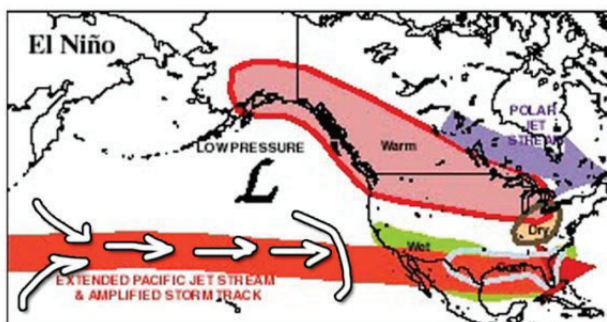 El Niño
POLAR
JET
STREAM
LOW PRESSURE
Warm
L
Dry
Wet
Cool
EXTENDED PACIFIC JET STREAM
& AMPLIFIED STORM TRACK